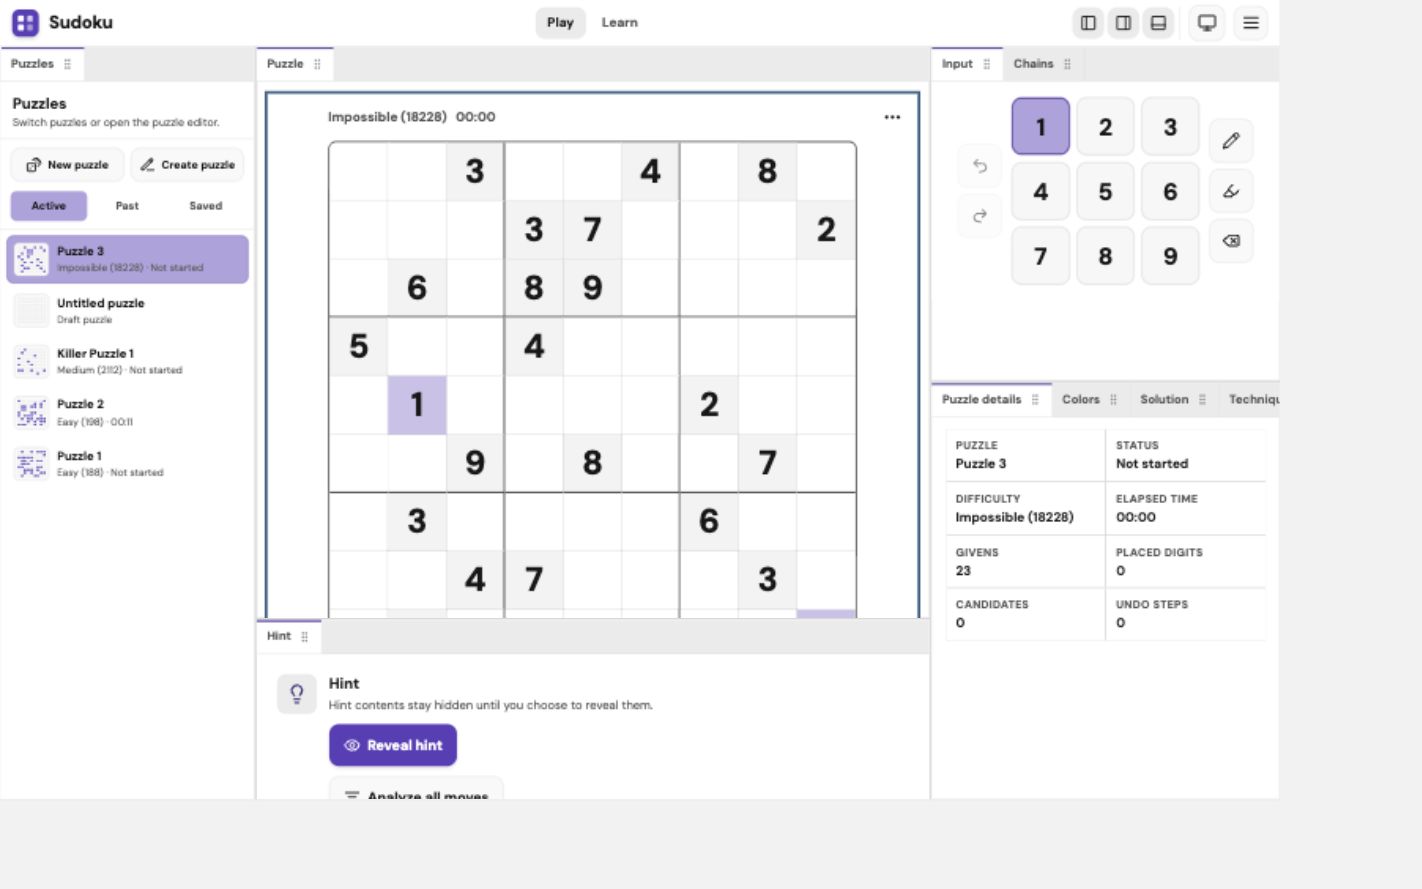 Sudoku
Play Learn
Puzzles
Puzzles
Switch puzzles or open the puzzle editor.
New puzzle Create puzzle
Active Past Saved
Puzzle 3
Impossible (18228) · Not started
Untitled puzzle
Draft puzzle
Killer Puzzle 1
Medium (2112) · Not started
Puzzle 2
Easy (198) · 00:11
Puzzle 1
Easy (188) · Not started
Puzzle
Impossible (18228) 00:00
3 4 8
3 7 2
6 8 9
5 4
1 2
9 8 7
3 6
4 7 3
Hint
Hint
Hint contents stay hidden until you choose to reveal them.
Reveal hint
Analyze all moves
Input Chains
1 2 3
4 5 6
7 8 9
Puzzle details Colors Solution Techniqu
PUZZLE STATUS
Puzzle 3 Not started
DIFFICULTY ELAPSED TIME
Impossible (18228) 00:00
GIVENS PLACED DIGITS
23 0
CANDIDATES UNDO STEPS
0 0